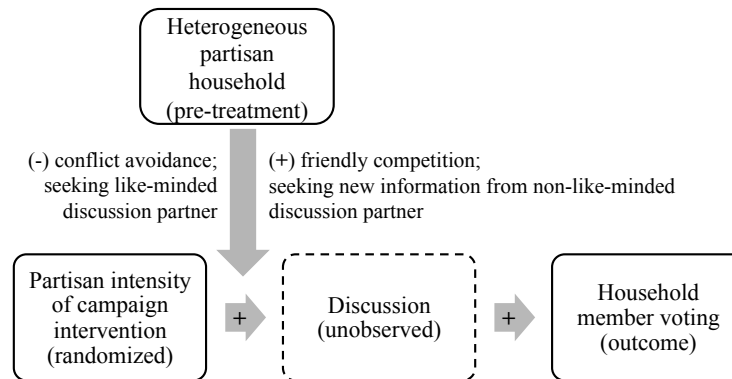 Heterogeneous
partisan
household
(pre-treatment)
(-) conflict avoidance;
seeking like-minded
discussion partner
(+) friendly competition;
seeking new information from non-like-minded
discussion partner
Partisan intensity
of campaign
intervention
(randomized)
+
Discussion
(unobserved)
+
Household
member voting
(outcome)